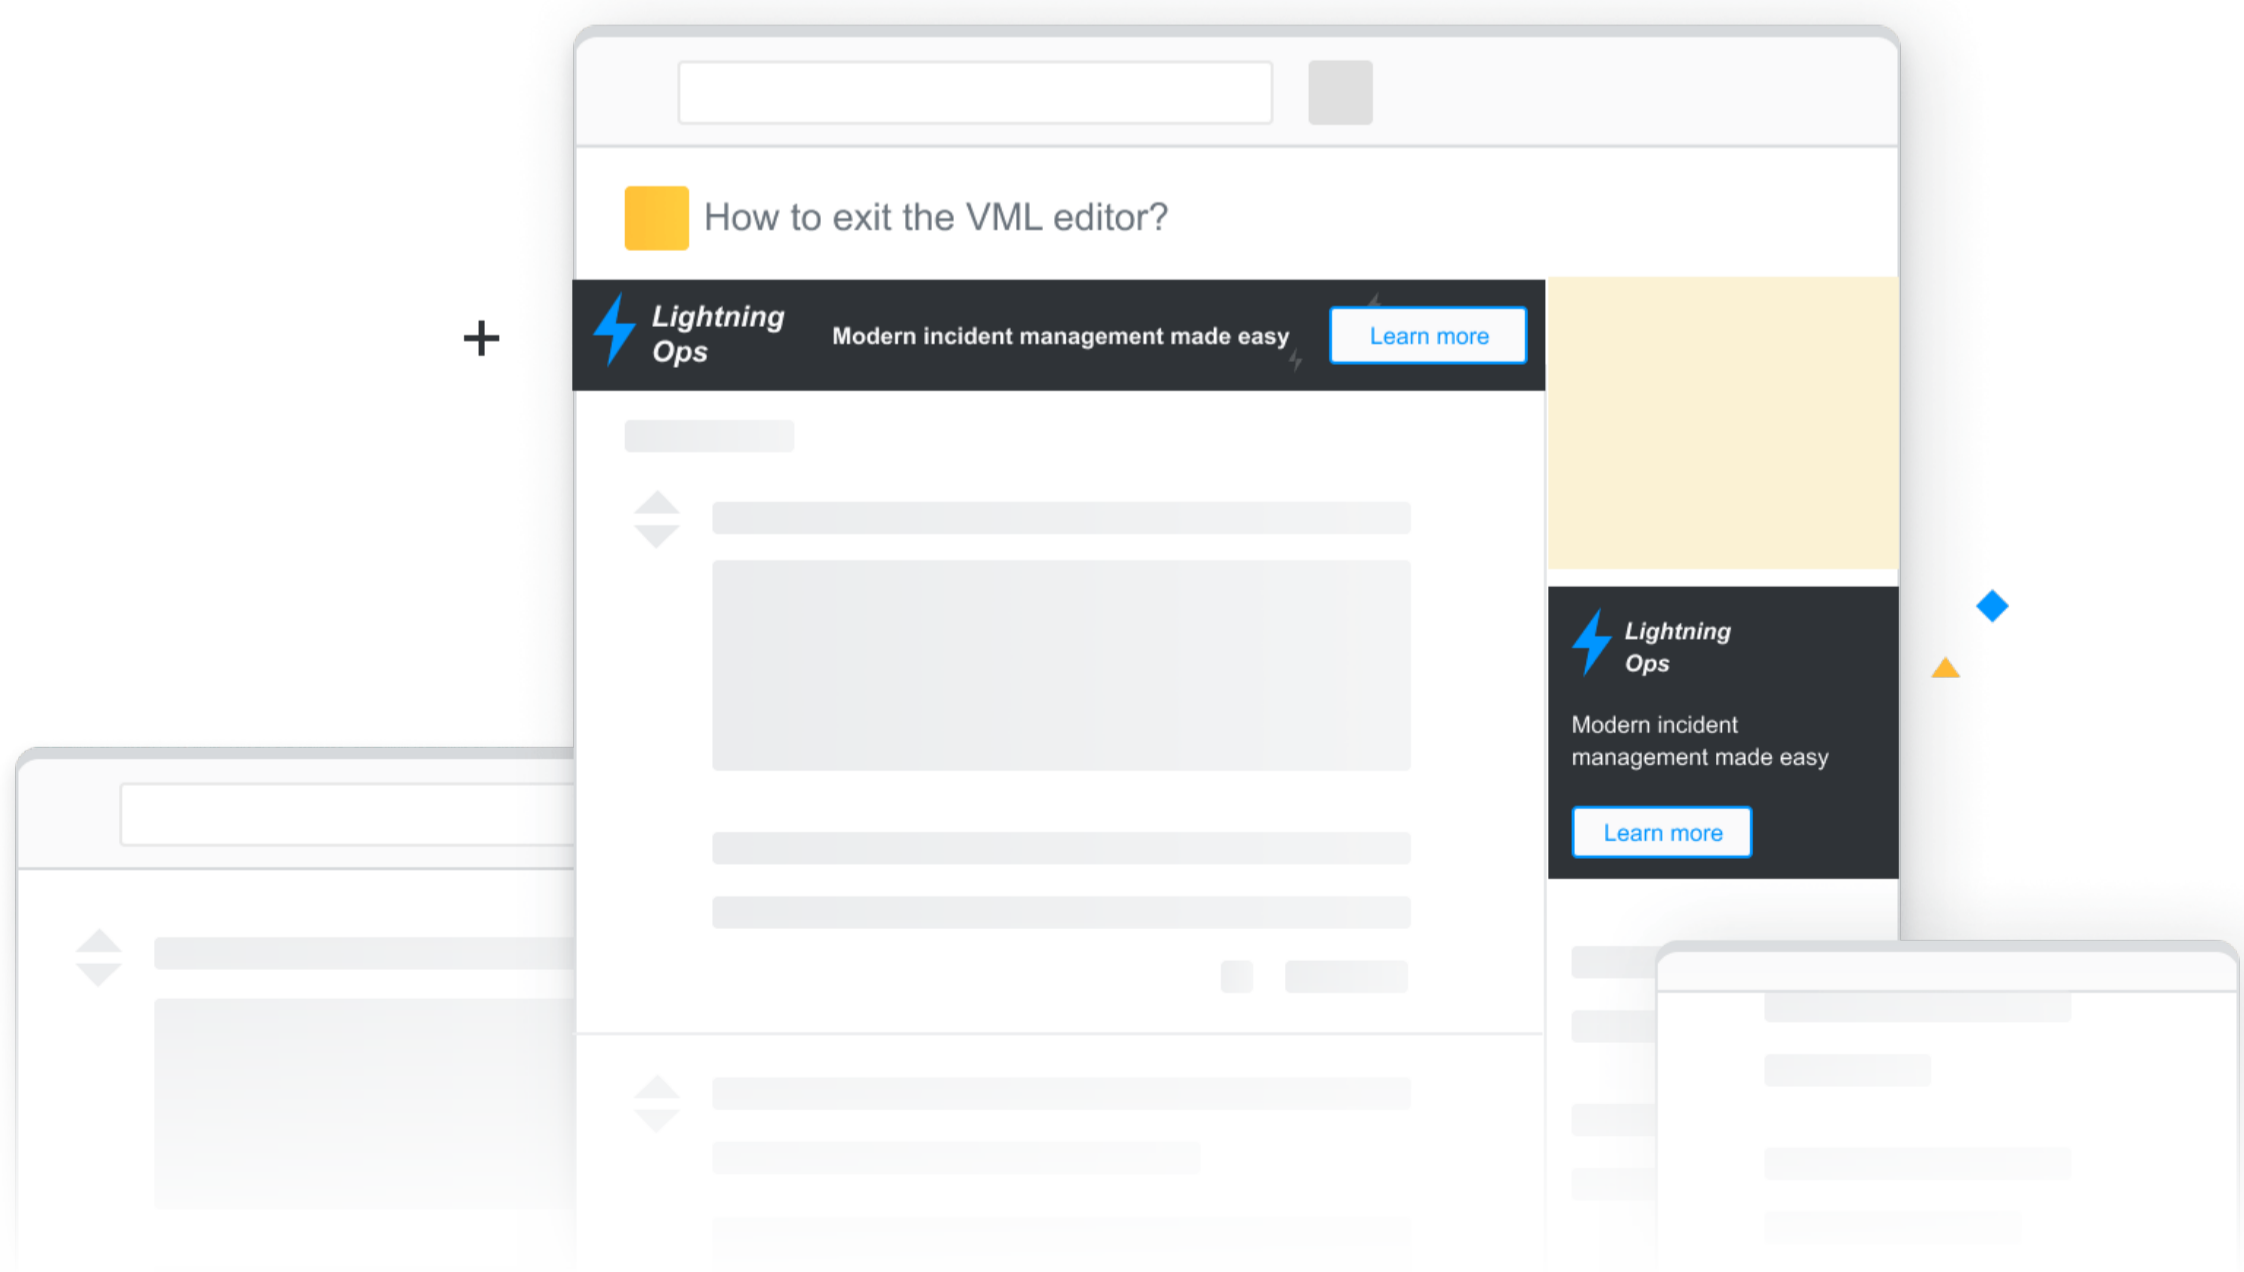 How to exit the VML editor?
Lightning
Ops
Modern incident management made easy
Learn more
Lightning
Ops
Modern incident
management made easy
Learn more